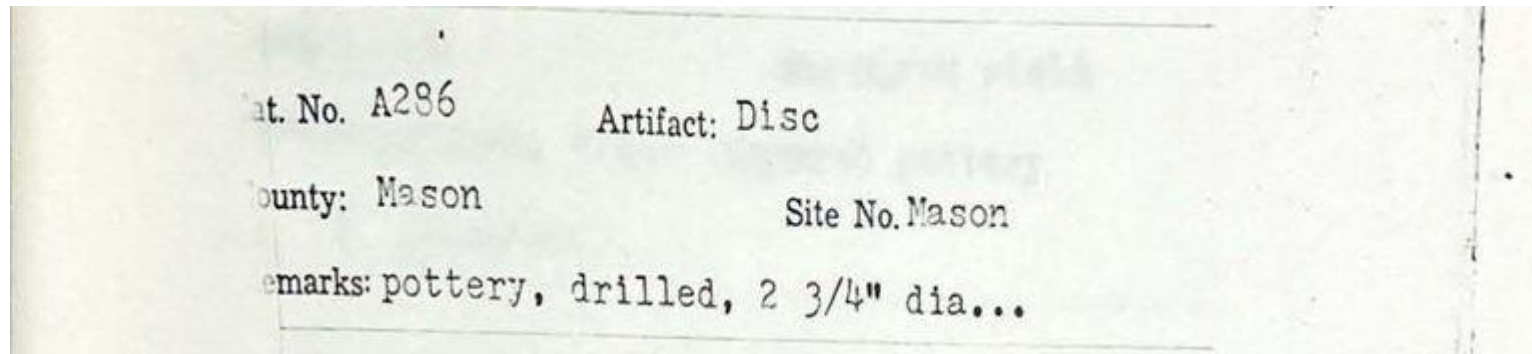 at. No. A286 Artifact: Disc
ounty: Mason Site No. Mason
emarks: pottery, drilled, 2 3/4" dia...